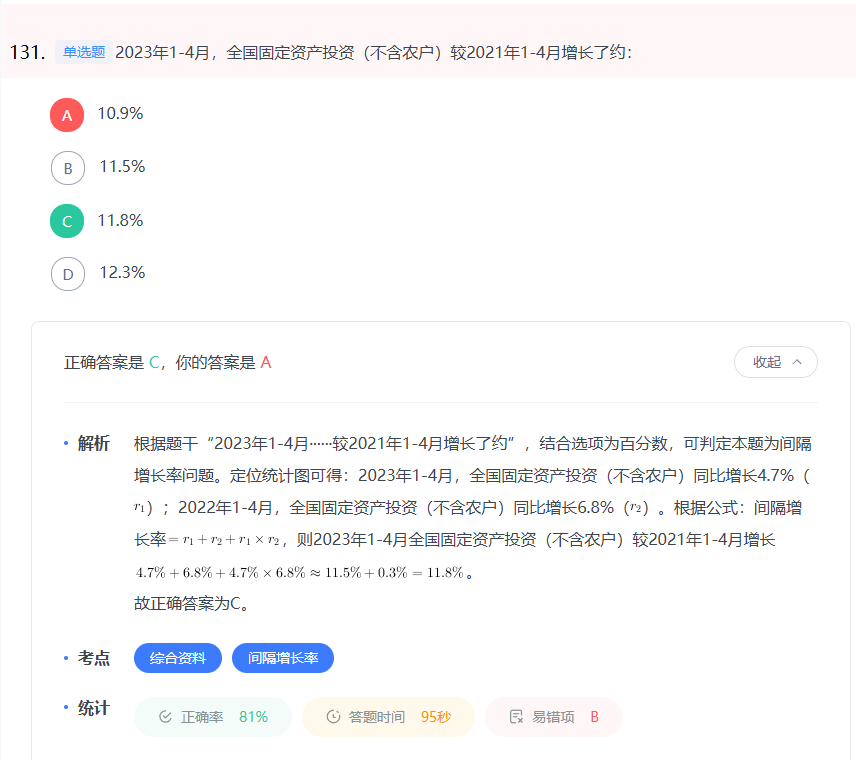 131. 单选题 2023年1-4月，全国固定资产投资（不含农户）较2021年1-4月增长了约：
A 10.9%
B 11.5%
C 11.8%
D 12.3%
正确答案是 C，你的答案是 A
收起
解析 根据题干“2023年1-4月······较2021年1-4月增长了约”，结合选项为百分数，可判定本题为间隔
增长率问题。定位统计图可得：2023年1-4月，全国固定资产投资（不含农户）同比增长4.7%（
r₁）；2022年1-4月，全国固定资产投资（不含农户）同比增长6.8%（r₂）。根据公式：间隔增
长率= r₁ + r₂ + r₁ × r₂，则2023年1-4月全国固定资产投资（不含农户）较2021年1-4月增长
4.7% + 6.8% + 4.7% × 6.8% ≈ 11.5% + 0.3% = 11.8%。
故正确答案为C。
考点 综合资料 间隔增长率
统计 正确率 81% 答题时间 95秒 易错项 B